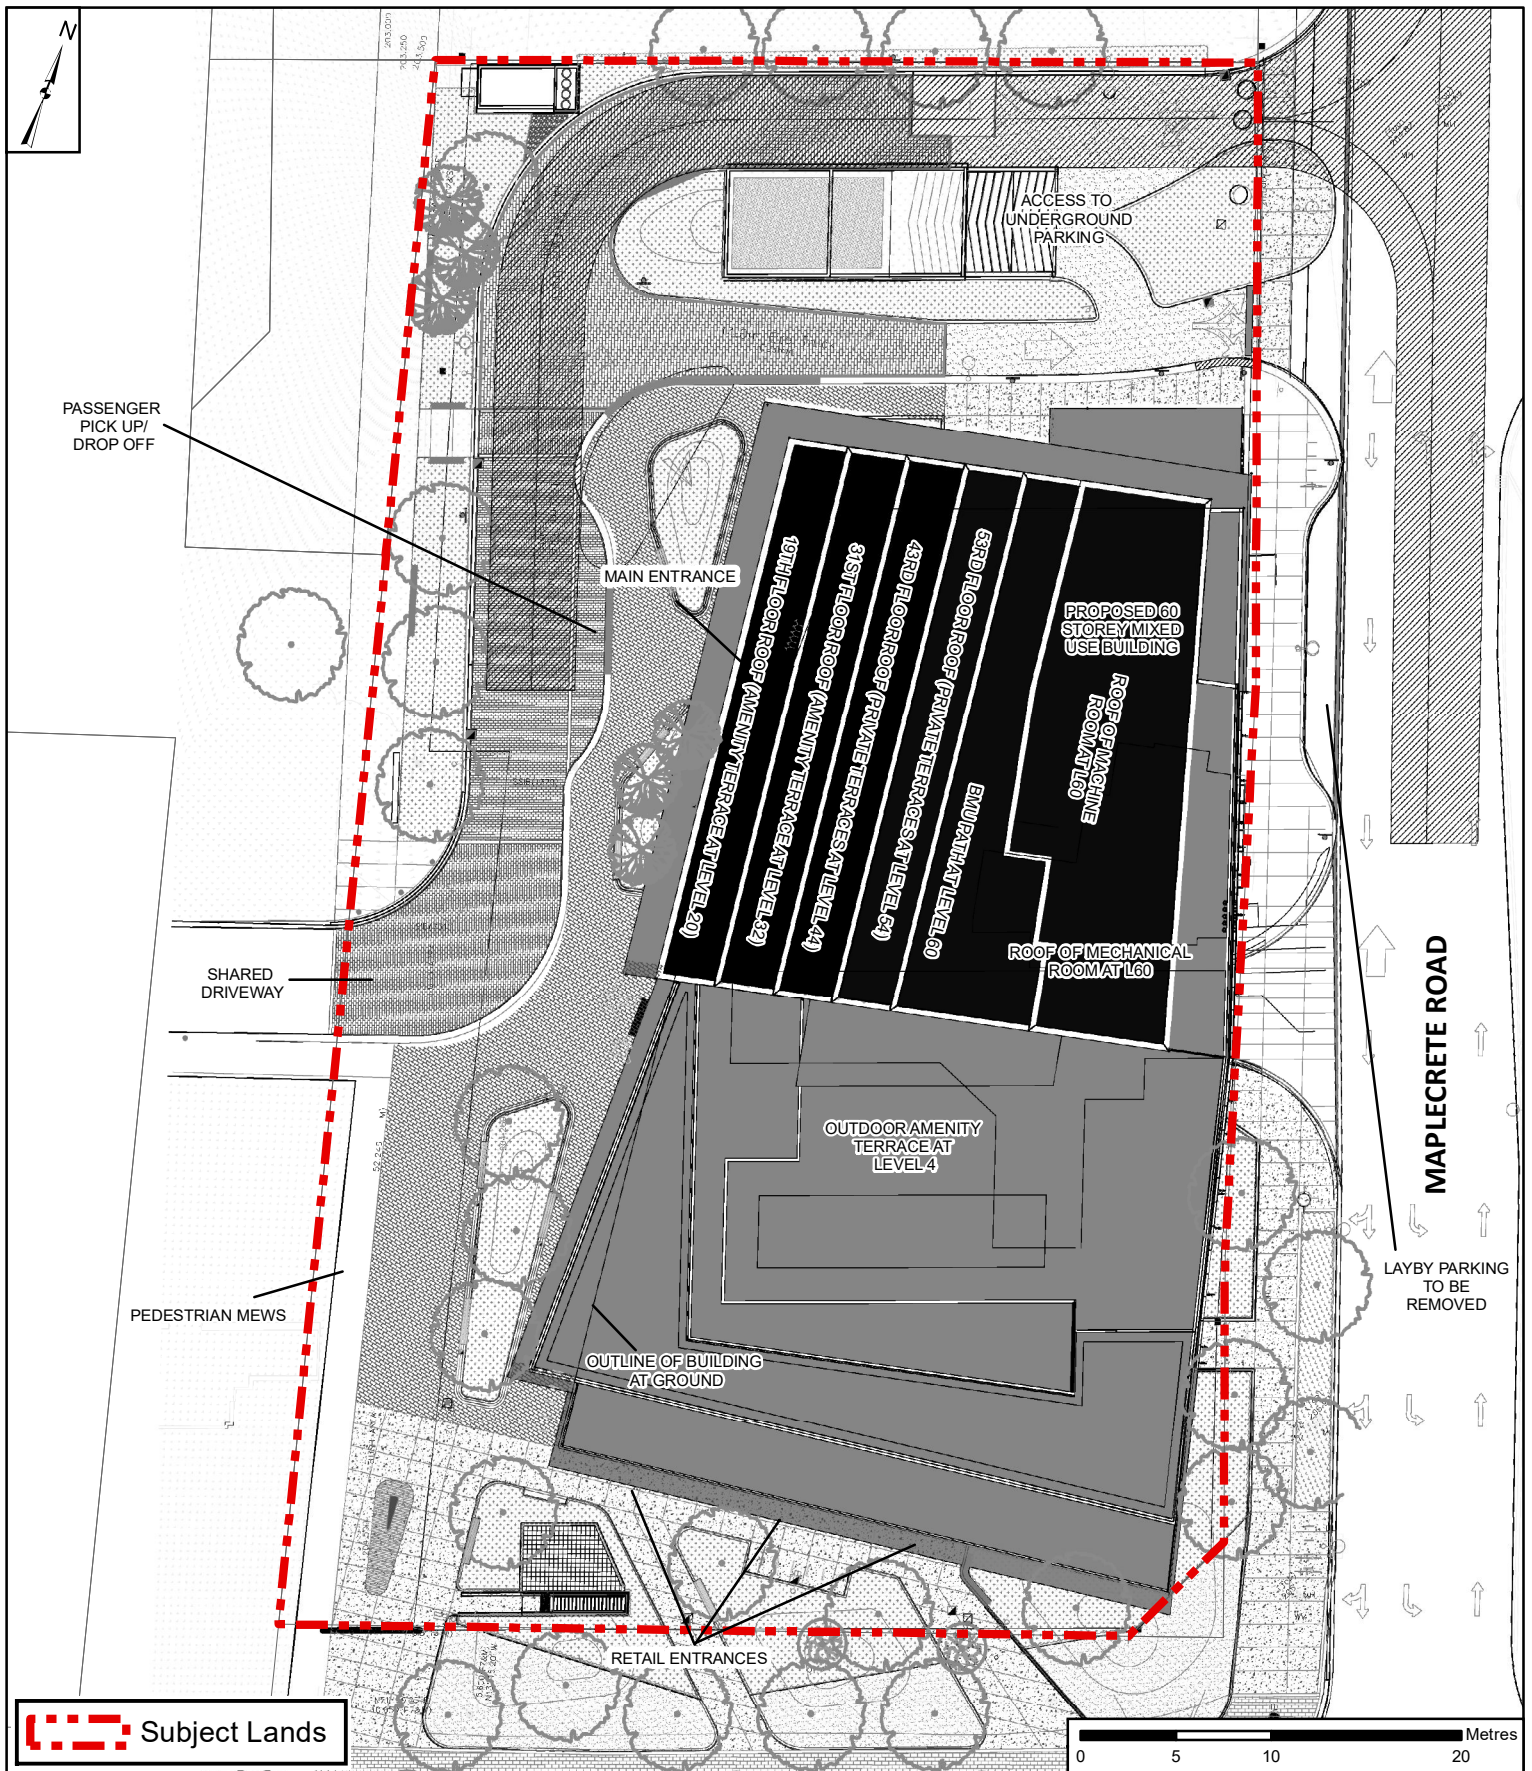 N
203.000
203.250
ACCESS TO
UNDERGROUND
PARKING
PASSENGER
PICK UP/
DROP OFF
MAIN ENTRANCE
19TH FLOOR ROOF (AMENITY TERRACE AT LEVEL 20)
31ST FLOOR ROOF (AMENITY TERRACE AT LEVEL 32)
43RD FLOOR ROOF (PRIVATE TERRACES AT LEVEL 44)
53RD FLOOR ROOF (PRIVATE TERRACES AT LEVEL 54)
BMU PATH AT LEVEL 60
PROPOSED 60
STOREY MIXED
USE BUILDING
ROOF OF MACHINE
ROOM AT L60
ROOF OF MECHANICAL
ROOM AT L60
SHARED
DRIVEWAY
MAPLECRETE ROAD
OUTDOOR AMENITY
TERRACE AT
LEVEL 4
LAYBY PARKING
TO BE
REMOVED
PEDESTRIAN MEWS
OUTLINE OF BUILDING
AT GROUND
RETAIL ENTRANCES
Subject Lands
Metres
0 5 10 20